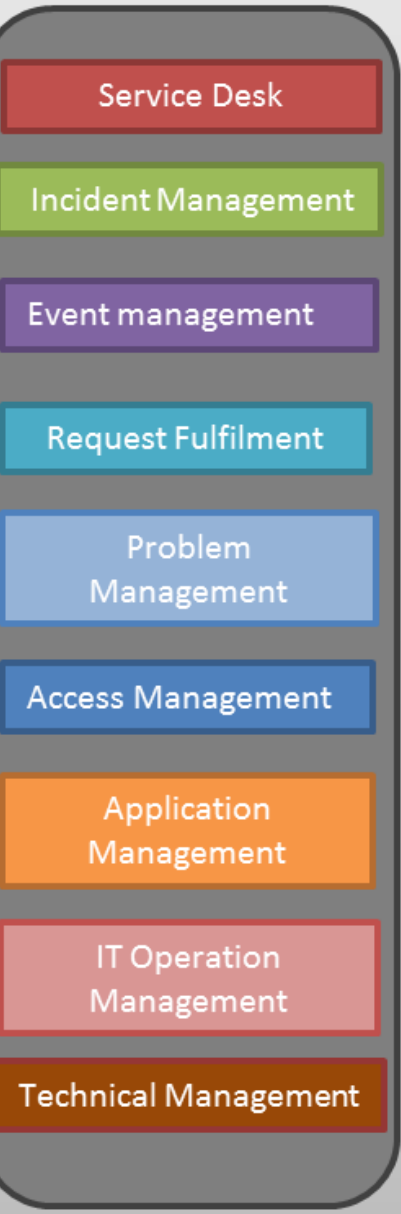 Service Desk
Incident Management
Event management
Request Fulfilment
Problem
Management
Access Management
Application
Management
IT Operation
Management
Technical Management